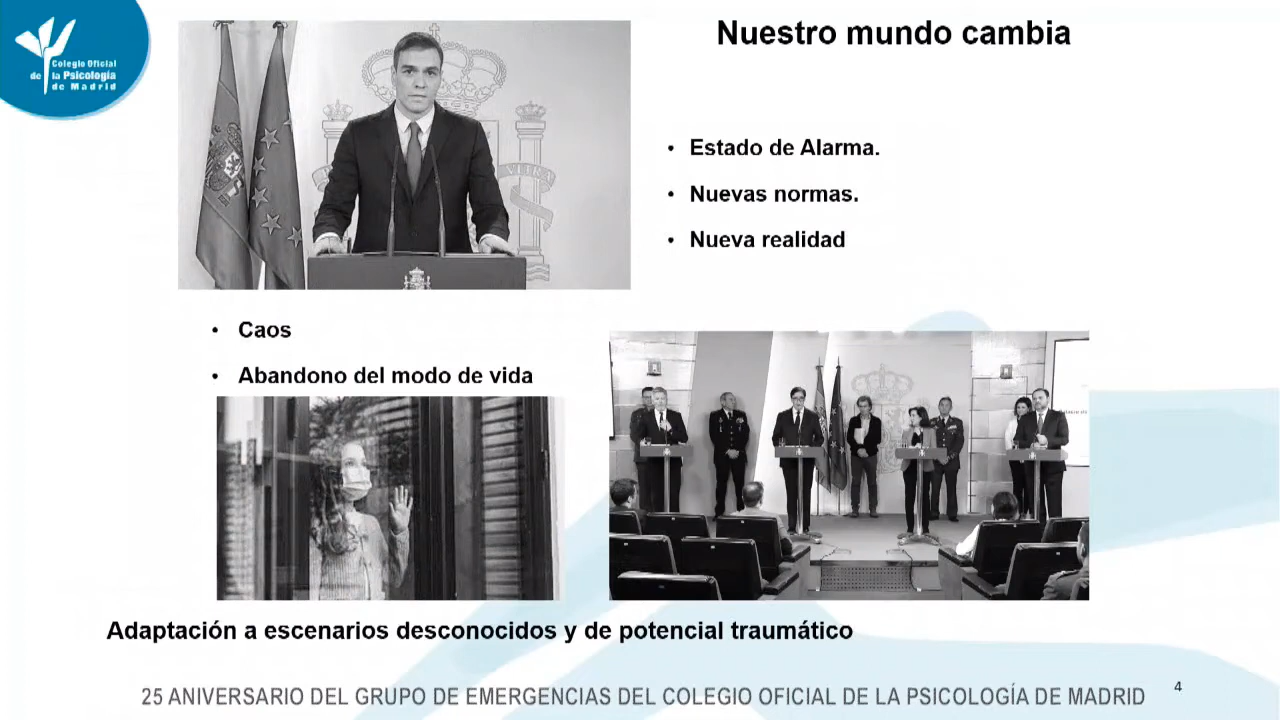 Colegio Oficial
de la Psicología
de Madrid
Nuestro mundo cambia
• Estado de Alarma.
• Nuevas normas.
• Nueva realidad
• Caos
• Abandono del modo de vida
Adaptación a escenarios desconocidos y de potencial traumático
25 ANIVERSARIO DEL GRUPO DE EMERGENCIAS DEL COLEGIO OFICIAL DE LA PSICOLOGÍA DE MADRID
4